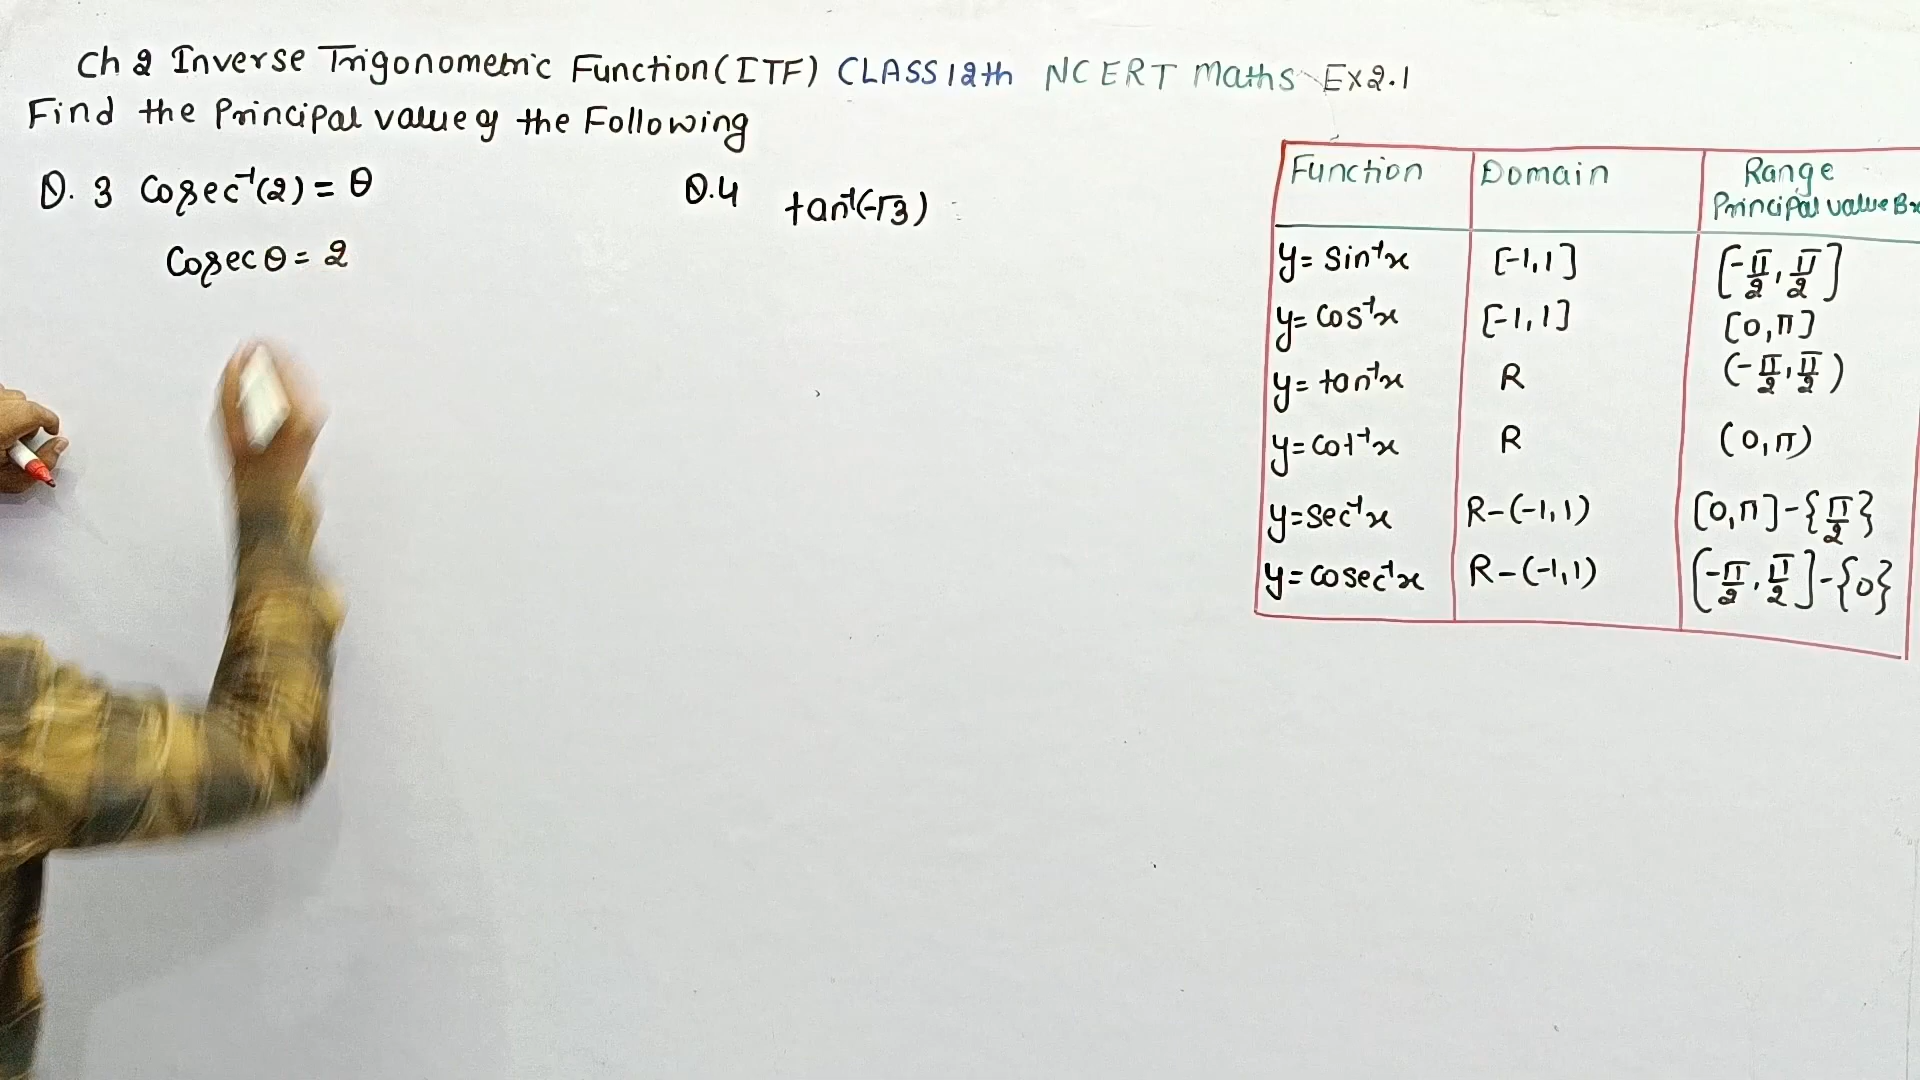 Ch 2 Inverse Trigonometric Function (ITF) CLASS 12th NCERT Maths Ex 2.1
Find the Principal value of the Following
Q. 3 Cosec⁻¹(2) = θ
Cosec θ = 2
Q.4 tan⁻¹(-√3)
Function Domain Range
Principal value
y = sin⁻¹x [-1,1] [-π/2, π/2]
y = cos⁻¹x [-1,1] [0,π]
y = tan⁻¹x R (-π/2, π/2)
y = cot⁻¹x R (0,π)
y = sec⁻¹x R-(-1,1) [0,π]-{π/2}
y = cosec⁻¹x R-(-1,1) [-π/2, π/2]-{0}